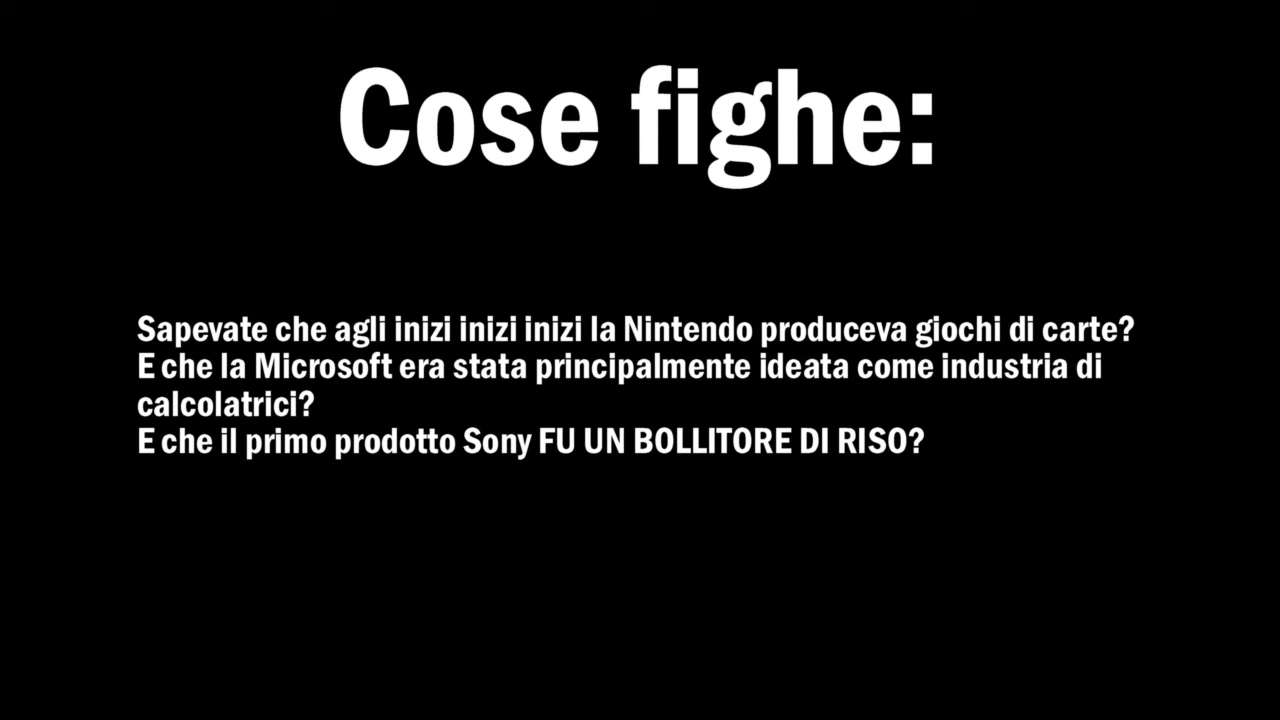 Cose fighe:
Sapevate che agli inizi inizi inizi la Nintendo produceva giochi di carte?
E che la Microsoft era stata principalmente ideata come industria di
calcolatrici?
E che il primo prodotto Sony FU UN BOLLITORE DI RISO?